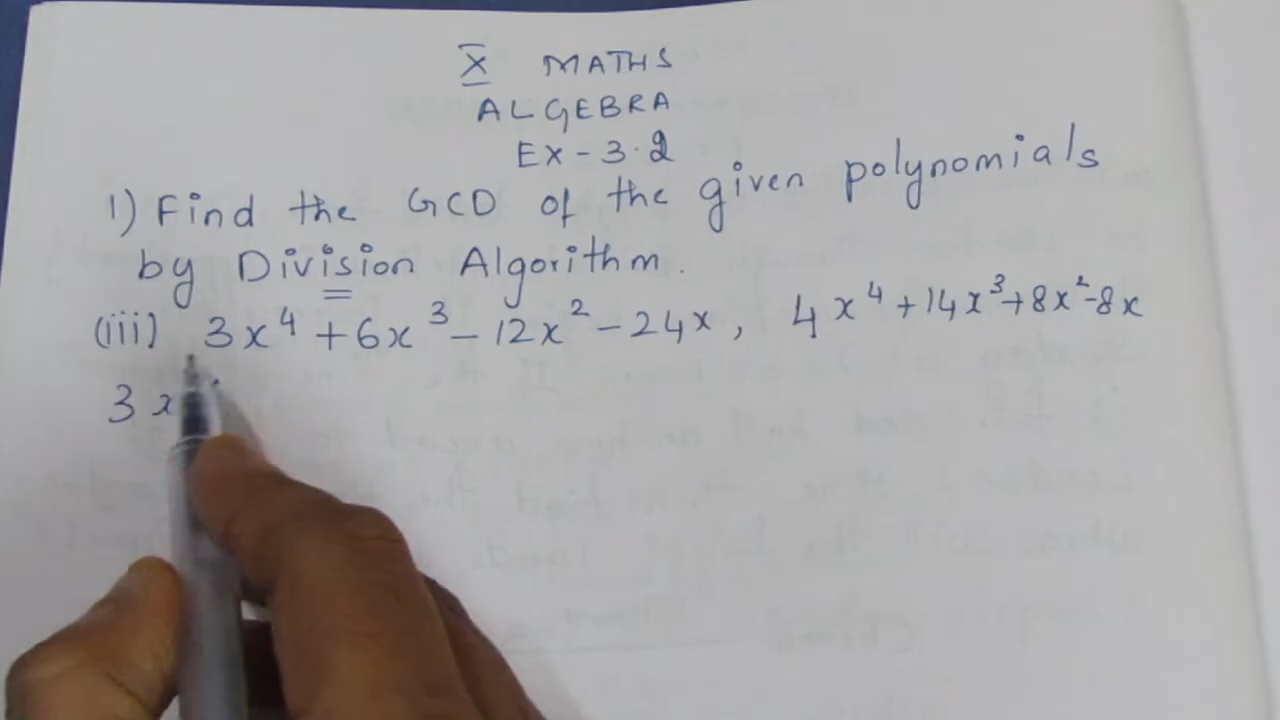 X MATHS
ALGEBRA
EX - 3.2
1) Find the GCD of the given polynomials
by Division Algorithm.
(iii) 3x⁴ + 6x³ - 12x² - 24x, 4x⁴ + 14x³ + 8x² - 8x
3x